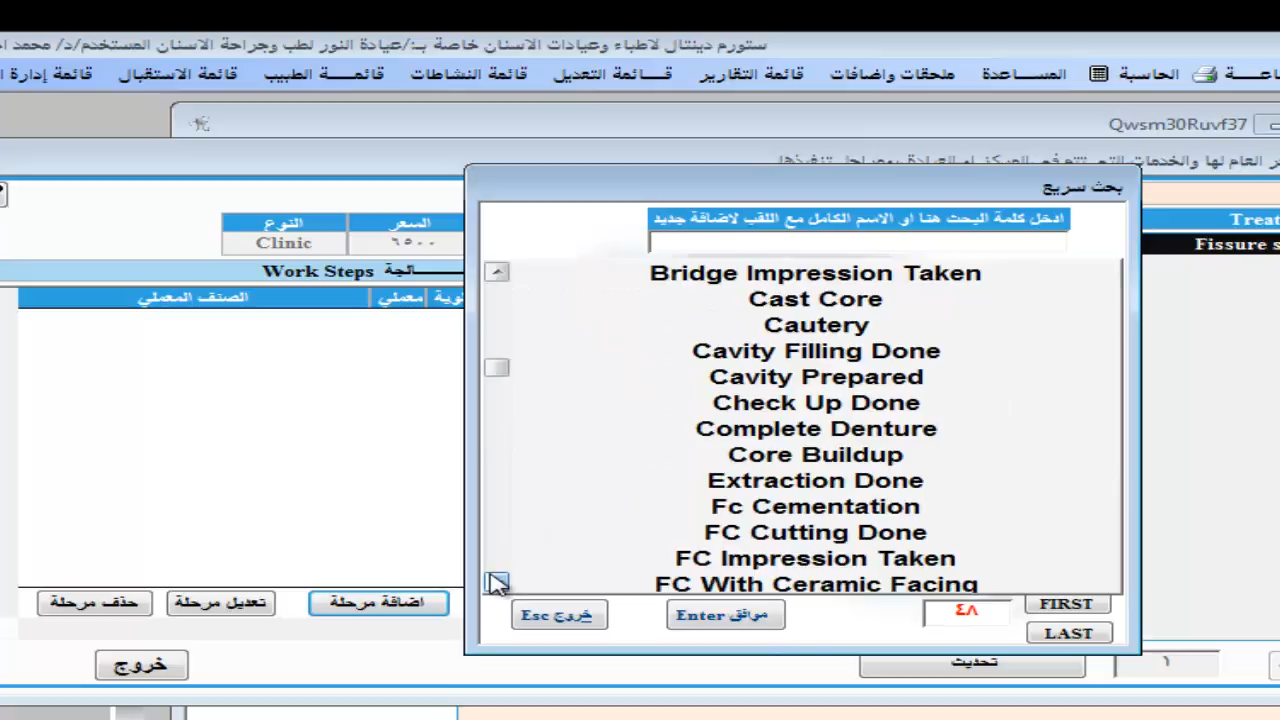 ستورم دينتال لاطباء وعيادات الاسنان خاصة بـ:/عيادة النور لطب وجراحة الاسنان المستخدم/د/ محمد
الحاسبة المســـاعدة ملحقات واضافات قائمة التقارير قـــائمة التعديل قائمة النشاطات قائمـــة الطبيب قائمة الاستقبال قائمة إدارة
Qwsm30Ruvf37
بحث سريع
ادخل كلمة البحث هنا او الاسم الكامل مع اللقب لاضافة جديد
السعر النوع
٦٥٠٠ Clinic
Work Steps
معملي الصنف المعملي
Bridge Impression Taken
Cast Core
Cautery
Cavity Filling Done
Cavity Prepared
Check Up Done
Complete Denture
Core Buildup
Extraction Done
Fc Cementation
FC Cutting Done
FC Impression Taken
FC With Ceramic Facing
FIRST
LAST
٤٨
موافق Enter
خروج Esc
اضافة مرحلة
تعديل مرحلة
حذف مرحلة
خروج
تحديث
١
Treat
Fissure s